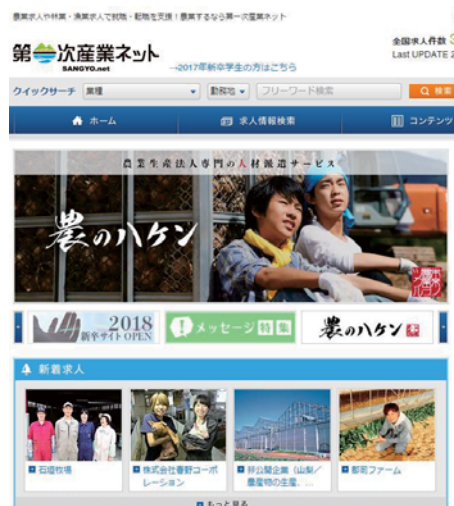 農業求人や林業・漁業求人で就職・転職を支援！農業するなら第一次産業ネット
第一次産業ネット
SANGYO.net
→2017年新卒学生の方はこちら
全国求人件数 3
Last UPDATE 2
クイックサーチ 業種 勤務地 フリーワード検索 検索
ホーム 求人情報検索 コンテンツ
農業生産法人専門の人材派遣サービス
農のハケン
2018
新卒サイトOPEN
メッセージ特集
農のハケン
新着求人
石垣牧場
株式会社春野コーポレーション
非公開企業（山梨／農産物の生産、...
都司ファーム
もっと見る